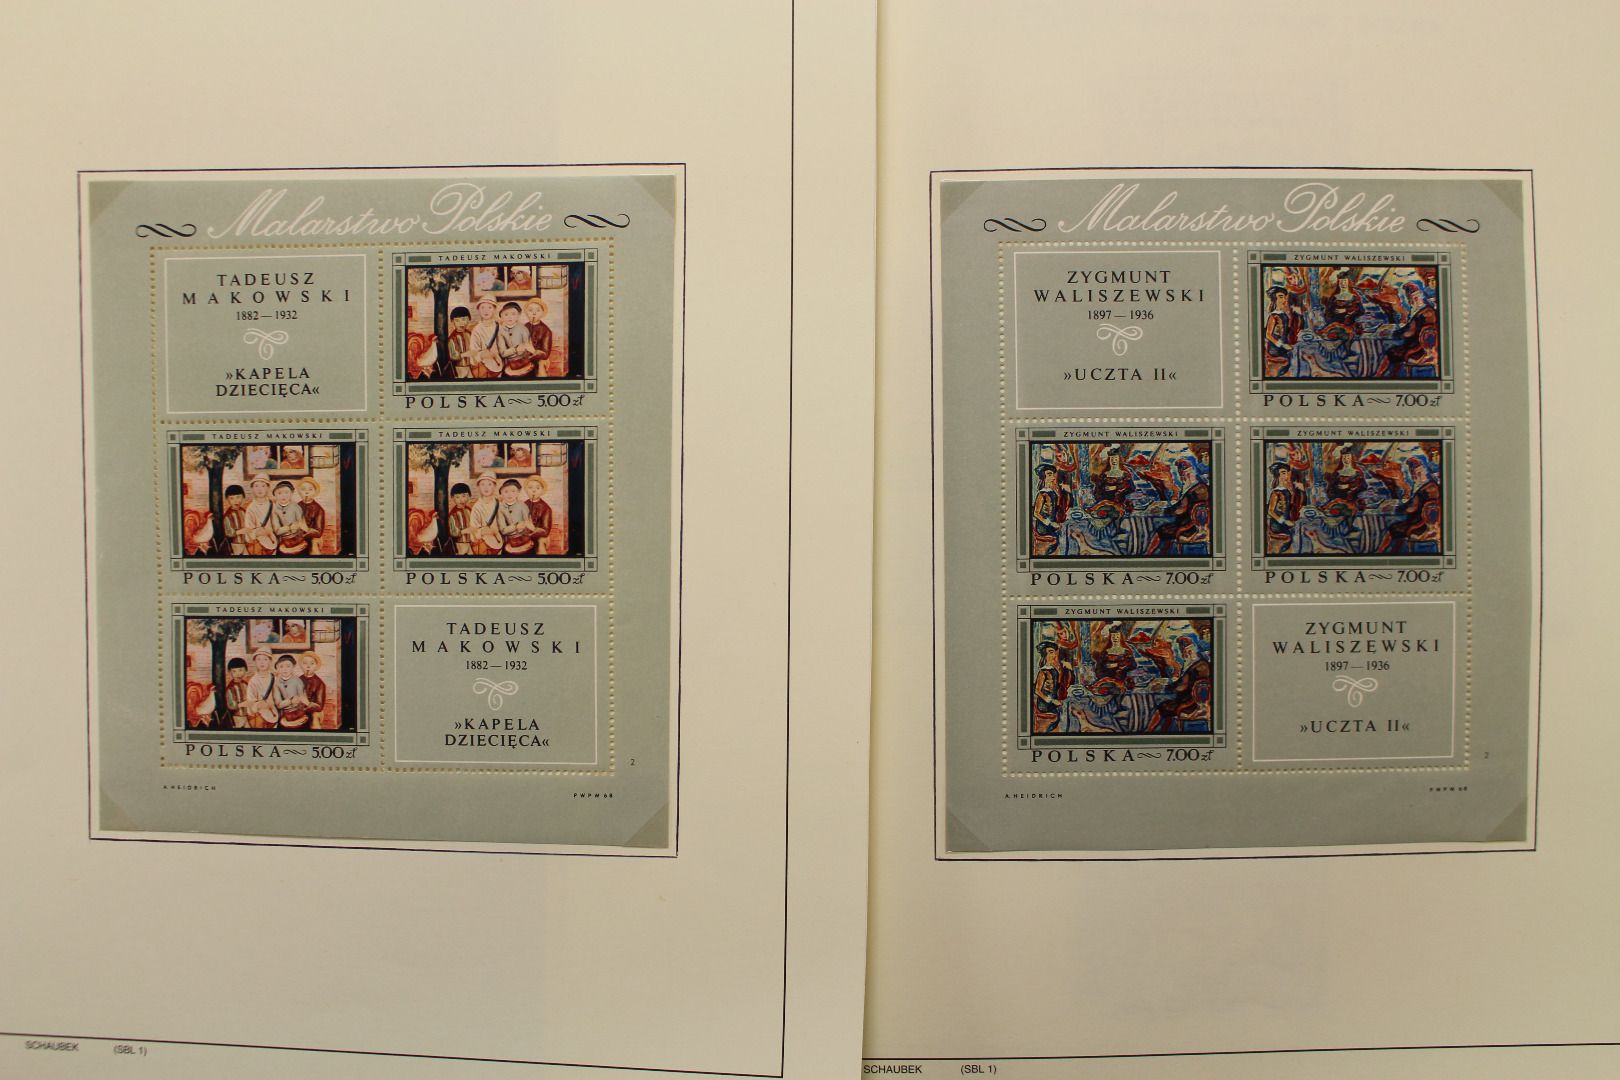 Malarstwo Polskie
TADEUSZ
MAKOWSKI
1882—1932
»KAPELA
DZIECIĘCA«
TADEUSZ MAKOWSKI
POLSKA 5.00 zł
TADEUSZ MAKOWSKI
POLSKA 5.00 zł
TADEUSZ MAKOWSKI
POLSKA 5.00 zł
TADEUSZ MAKOWSKI
POLSKA 5.00 zł
TADEUSZ
MAKOWSKI
1882—1932
»KAPELA
DZIECIĘCA«
2
A.HEIDRICH
PWPW 68
SCHAUBEK (SBL 1)
Malarstwo Polskie
ZYGMUNT
WALISZEWSKI
1897—1936
»UCZTA II«
ZYGMUNT WALISZEWSKI
POLSKA 7.00 zł
ZYGMUNT WALISZEWSKI
POLSKA 7.00 zł
ZYGMUNT WALISZEWSKI
POLSKA 7.00 zł
ZYGMUNT WALISZEWSKI
POLSKA 7.00 zł
ZYGMUNT
WALISZEWSKI
1897—1936
»UCZTA II«
2
A.HEIDRICH
PWPW 68
SCHAUBEK (SBL 1)